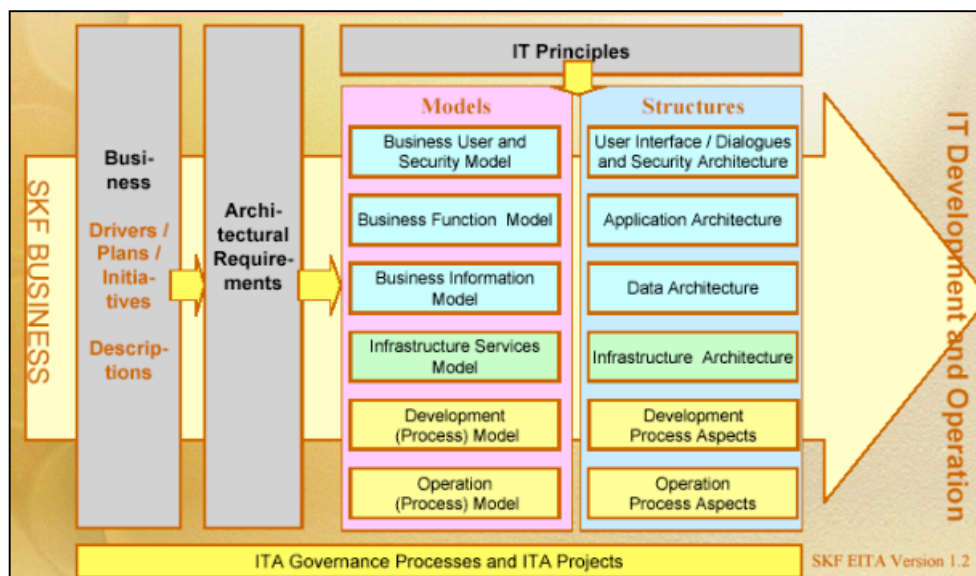 IT Principles
SKF BUSINESS
Busi-
ness
Drivers /
Plans /
Initia-
tives
Descrip-
tions
Archi-
tectural
Require-
ments
Models
Business User and
Security Model
Business Function Model
Business Information
Model
Infrastructure Services
Model
Development
(Process) Model
Operation
(Process) Model
Structures
User Interface / Dialogues
and Security Architecture
Application Architecture
Data Architecture
Infrastructure Architecture
Development
Process Aspects
Operation
Process Aspects
IT Development and Operation
ITA Governance Processes and ITA Projects
SKF EITA Version 1.2